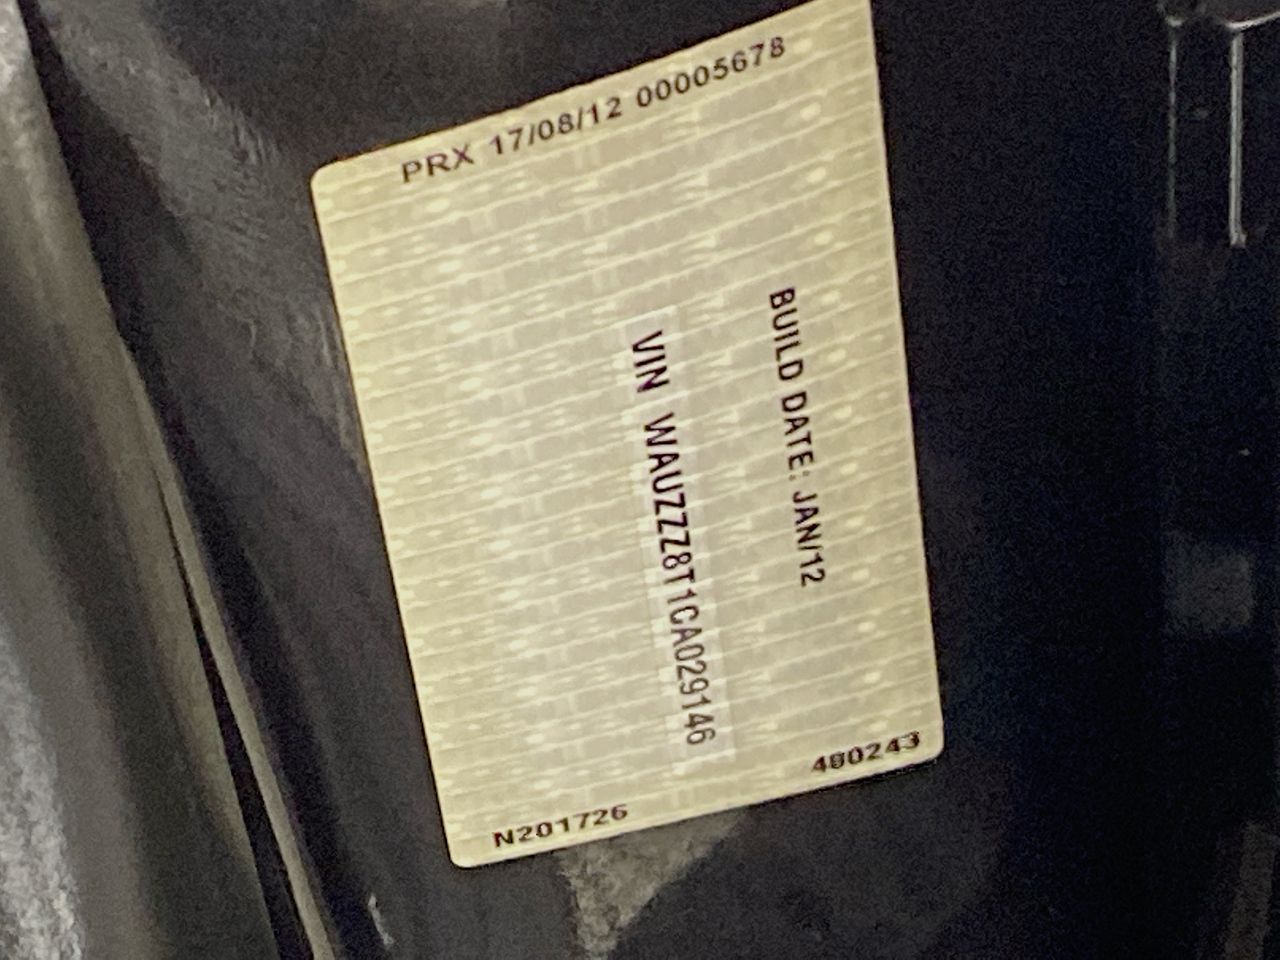 PRX 17/08/12 00005678
BUILD DATE: JAN/12
VIN WAUZZZ8T1CA029146
N201726
480243